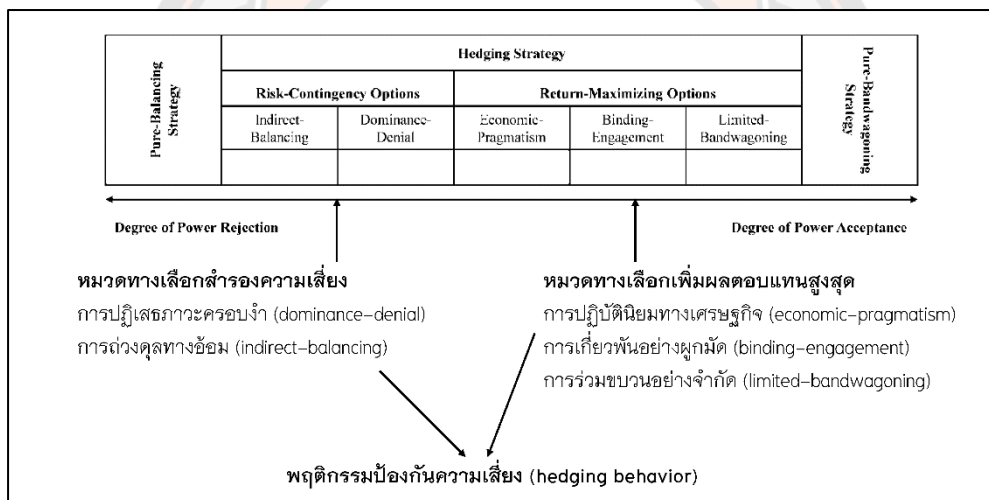 Pure-Balancing
Strategy
Hedging Strategy
Pure-Bandwagoning
Strategy
Risk-Contingency Options
Return-Maximizing Options
Indirect-
Balancing
Dominance-
Denial
Economic-
Pragmatism
Binding-
Engagement
Limited-
Bandwagoning
Degree of Power Rejection
Degree of Power Acceptance
หมวดทางเลือกสำรองความเสี่ยง
การปฏิเสธภาวะครอบงำ (dominance-denial)
การถ่วงดุลทางอ้อม (indirect-balancing)
หมวดทางเลือกเพิ่มผลตอบแทนสูงสุด
การปฏิบัตินิยมทางเศรษฐกิจ (economic-pragmatism)
การเกี่ยวพันอย่างผูกมัด (binding-engagement)
การร่วมขบวนอย่างจำกัด (limited-bandwagoning)
พฤติกรรมป้องกันความเสี่ยง (hedging behavior)